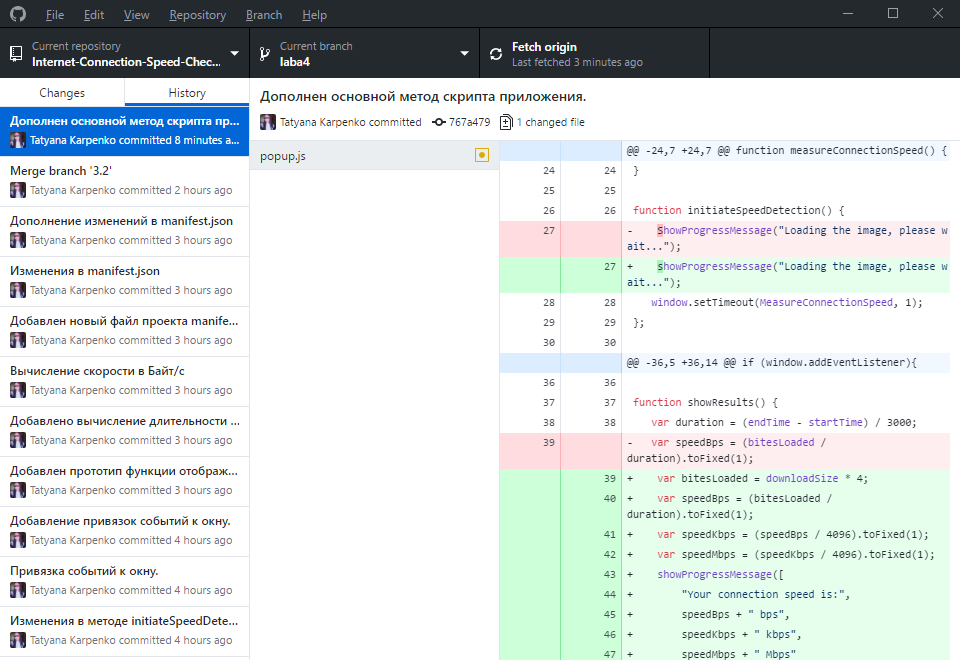 File Edit View Repository Branch Help
Current repository
Internet-Connection-Speed-Chec...
Current branch
laba4
Fetch origin
Last fetched 3 minutes ago
Changes History
Дополнен основной метод скрипта пр...
Tatyana Karpenko committed 8 minutes a...
Merge branch '3.2'
Tatyana Karpenko committed 2 hours ago
Дополнение изменений в manifest.json
Tatyana Karpenko committed 3 hours ago
Изменения в manifest.json
Tatyana Karpenko committed 3 hours ago
Добавлен новый файл проекта manife...
Tatyana Karpenko committed 3 hours ago
Вычисление скорости в Байт/с
Tatyana Karpenko committed 3 hours ago
Добавлено вычисление длительности ...
Tatyana Karpenko committed 3 hours ago
Добавлен прототип функции отображ...
Tatyana Karpenko committed 3 hours ago
Добавление привязок событий к окну.
Tatyana Karpenko committed 4 hours ago
Привязка событий к окну.
Tatyana Karpenko committed 4 hours ago
Изменения в методе initiateSpeedDete...
Tatyana Karpenko committed 4 hours ago
Дополнен основной метод скрипта приложения.
Tatyana Karpenko committed 767a479 1 changed file
popup.js
@@ -24,7 +24,7 @@ function measureConnectionSpeed() {
24 24 }
25 25
26 26 function initiateSpeedDetection() {
27 - ShowProgressMessage("Loading the image, please w
ait...");
27 + showProgressMessage("Loading the image, please w
ait...");
28 28 window.setTimeout(MeasureConnectionSpeed, 1);
29 29 };
30 30
@@ -36,5 +36,14 @@ if (window.addEventListener){
36 36
37 37 function showResults() {
38 38 var duration = (endTime - startTime) / 3000;
39 - var speedBps = (bitesLoaded /
duration).toFixed(1);
39 + var bitesLoaded = downloadSize * 4;
40 + var speedBps = (bitesLoaded /
duration).toFixed(1);
41 + var speedKbps = (speedBps / 4096).toFixed(1);
42 + var speedMbps = (speedKbps / 4096).toFixed(1);
43 + showProgressMessage([
44 + "Your connection speed is:",
45 + speedBps + " bps",
46 + speedKbps + " kbps",
47 + speedMbps + " Mbps"